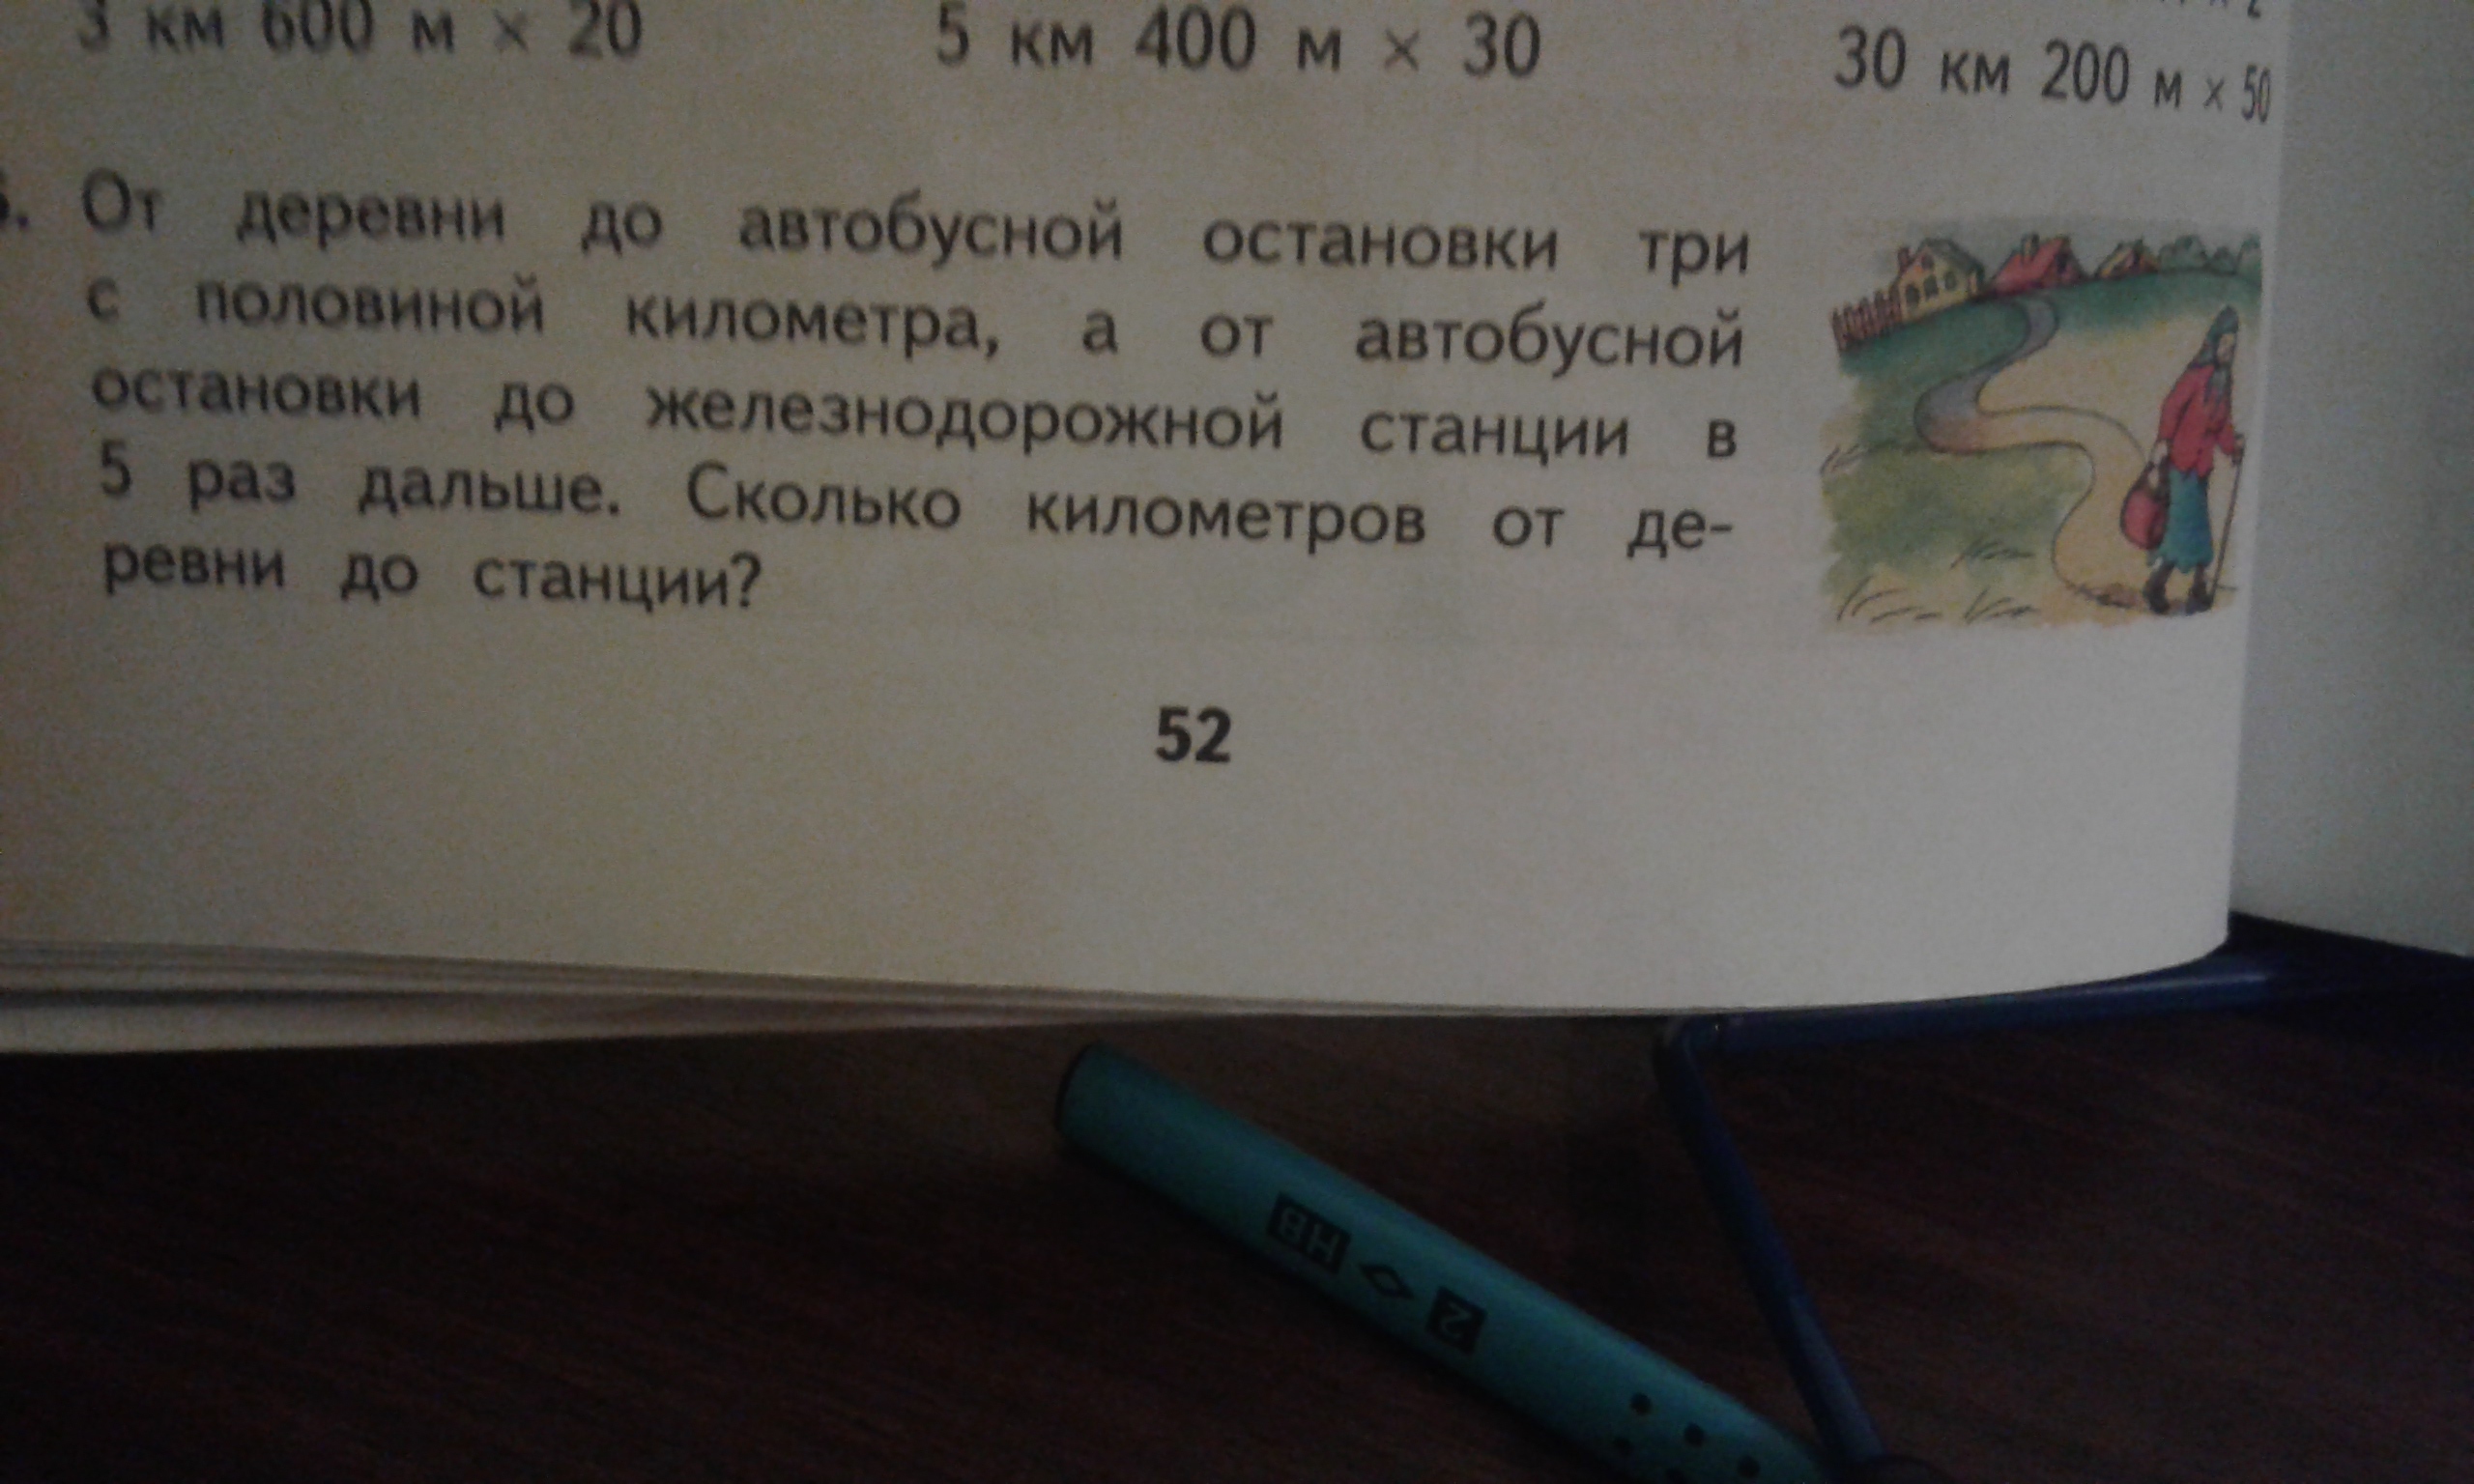 3 км 600 м × 20 5 км 400 м × 30 30 км 200 м × 50
От деревни до автобусной остановки три
с половиной километра, а от автобусной
остановки до железнодорожной станции в
5 раз дальше. Сколько километров от де-
ревни до станции?
52
HB
2